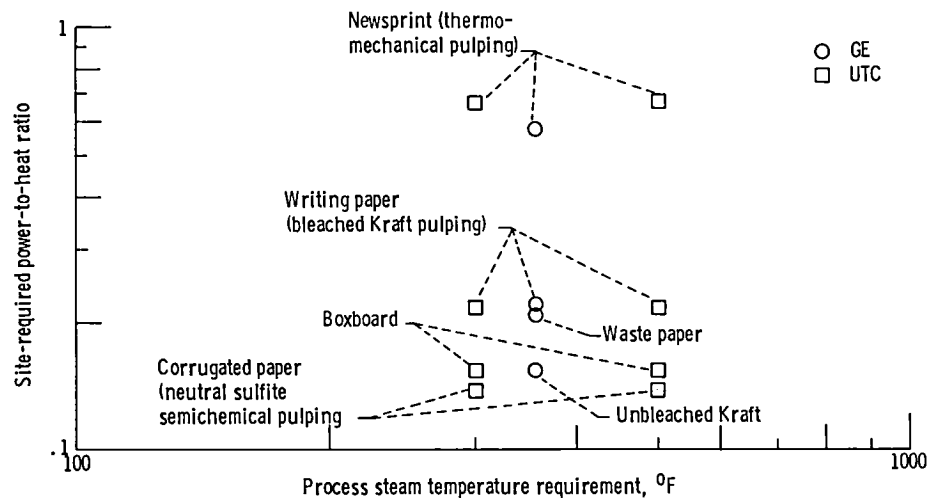 Newsprint (thermo-
mechanical pulping)
1
GE
UTC
Site-required power-to-heat ratio
Writing paper
(bleached Kraft pulping)
Boxboard
Waste paper
Corrugated paper
(neutral sulfite
semichemical pulping
Unbleached Kraft
.1
100
1000
Process steam temperature requirement, °F